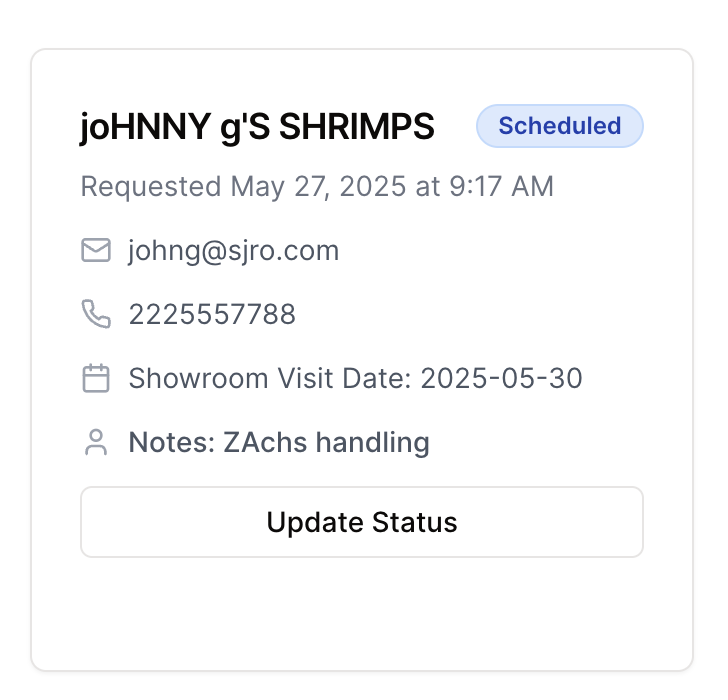 joHNNY g'S SHRIMPS
Scheduled
Requested May 27, 2025 at 9:17 AM
johng@sjro.com
2225557788
Showroom Visit Date: 2025-05-30
Notes: ZAchs handling
Update Status